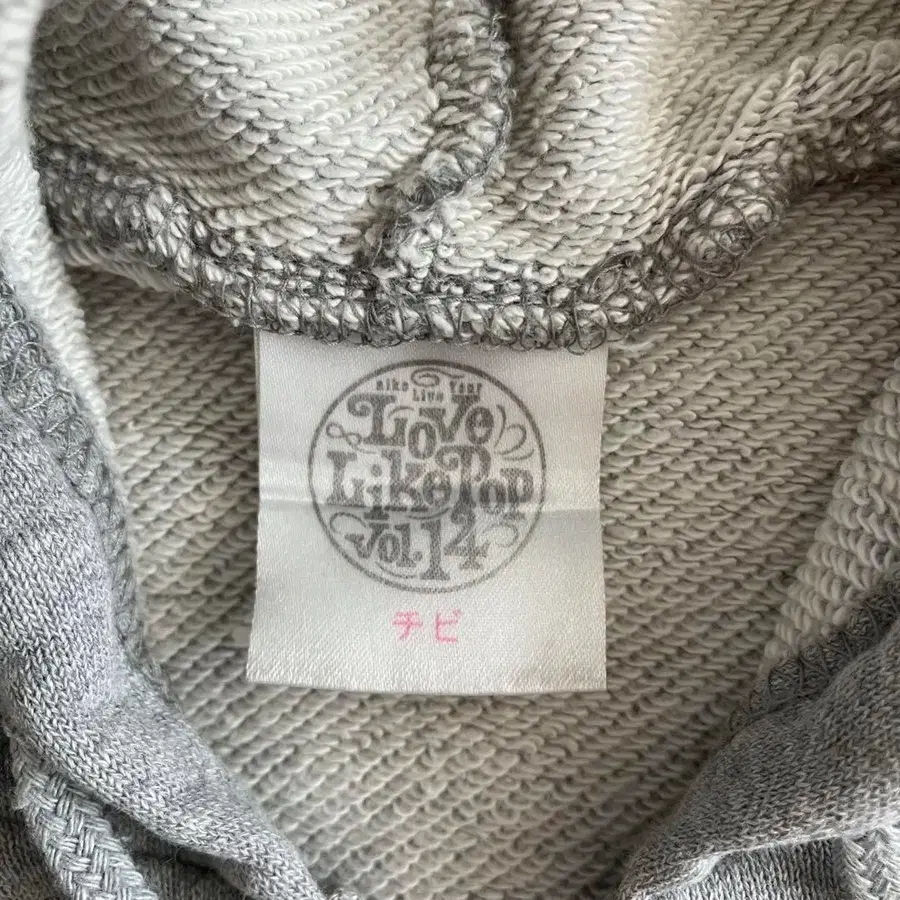 aiko Live Tour
Love
Like Pop
vol.14
チビ